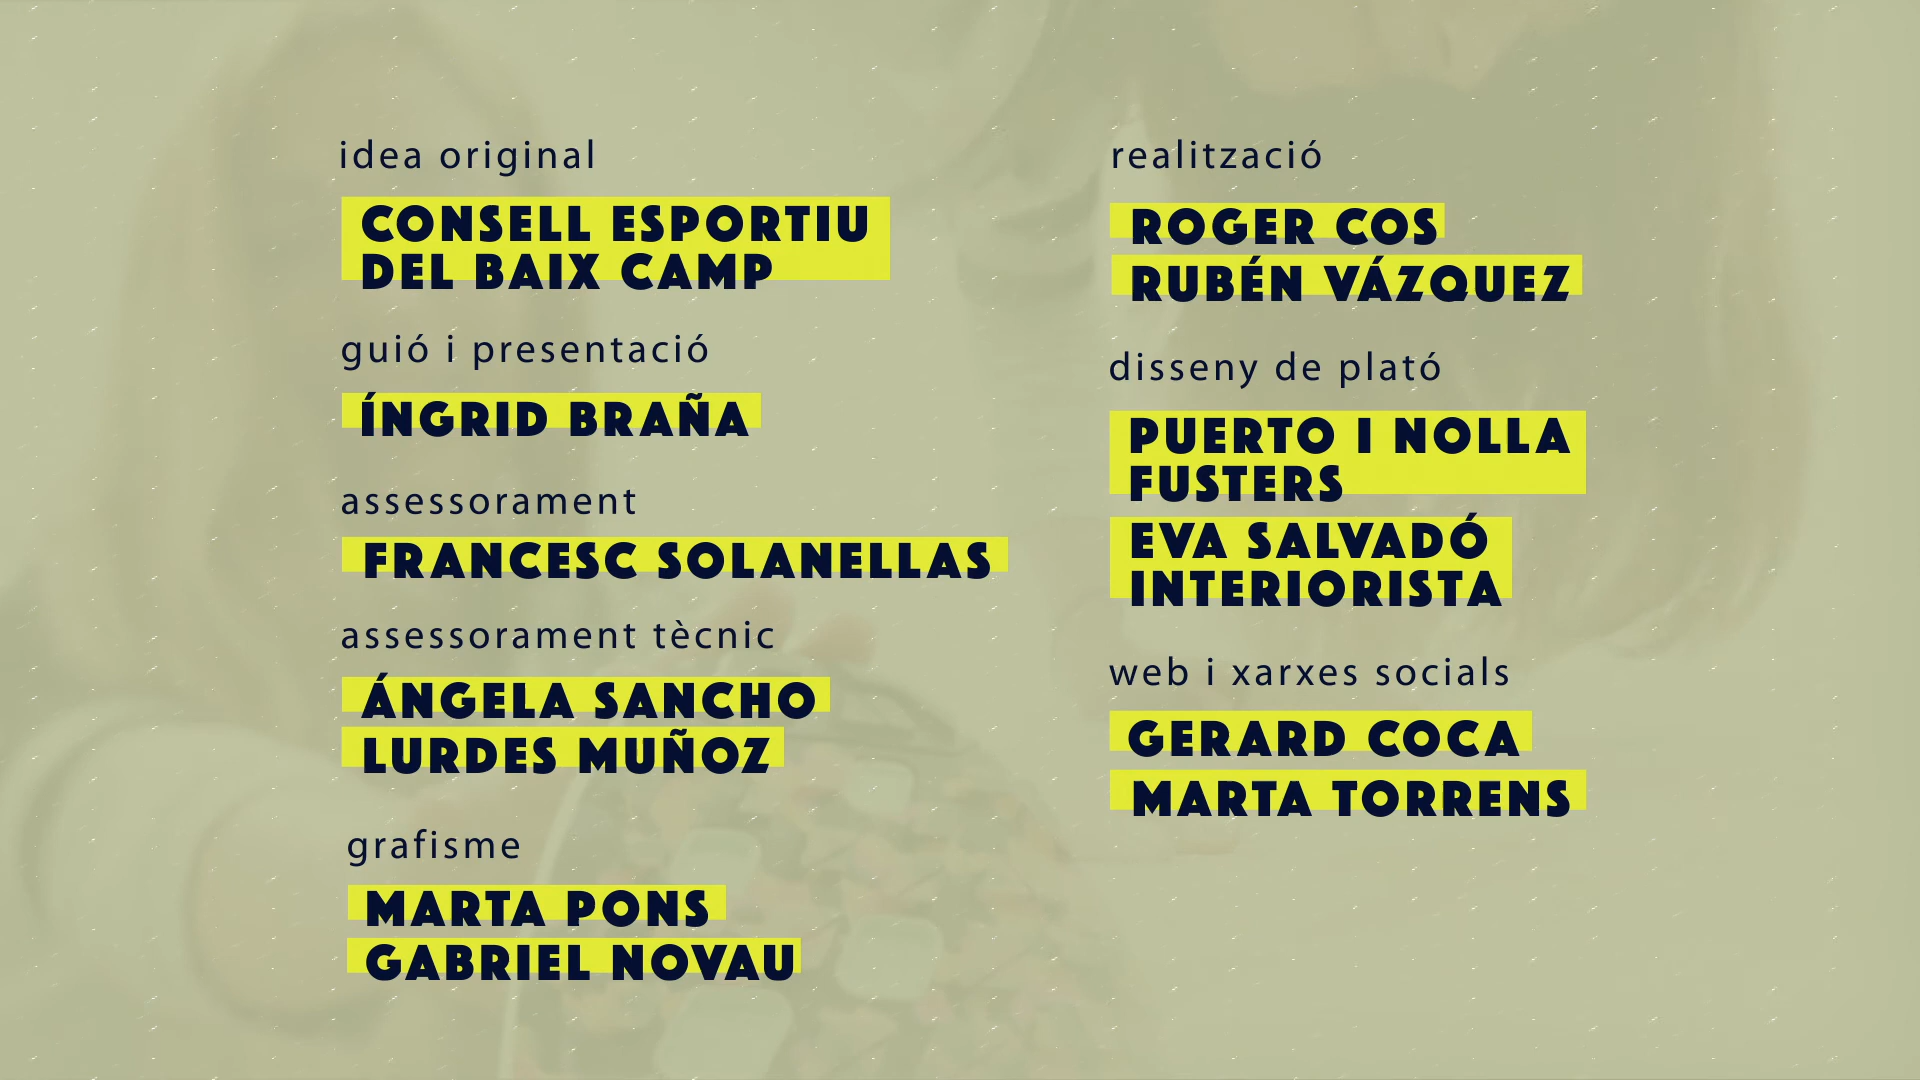 idea original
CONSELL ESPORTIU
DEL BAIX CAMP
guió i presentació
ÍNGRID BRAÑA
assessorament
FRANCESC SOLANELLAS
assessorament tècnic
ÁNGELA SANCHO
LURDES MUÑOZ
grafisme
MARTA PONS
GABRIEL NOVAU
realització
ROGER COS
RUBÉN VÁZQUEZ
disseny de plató
PUERTO I NOLLA
FUSTERS
EVA SALVADÓ
INTERIORISTA
web i xarxes socials
GERARD COCA
MARTA TORRENS